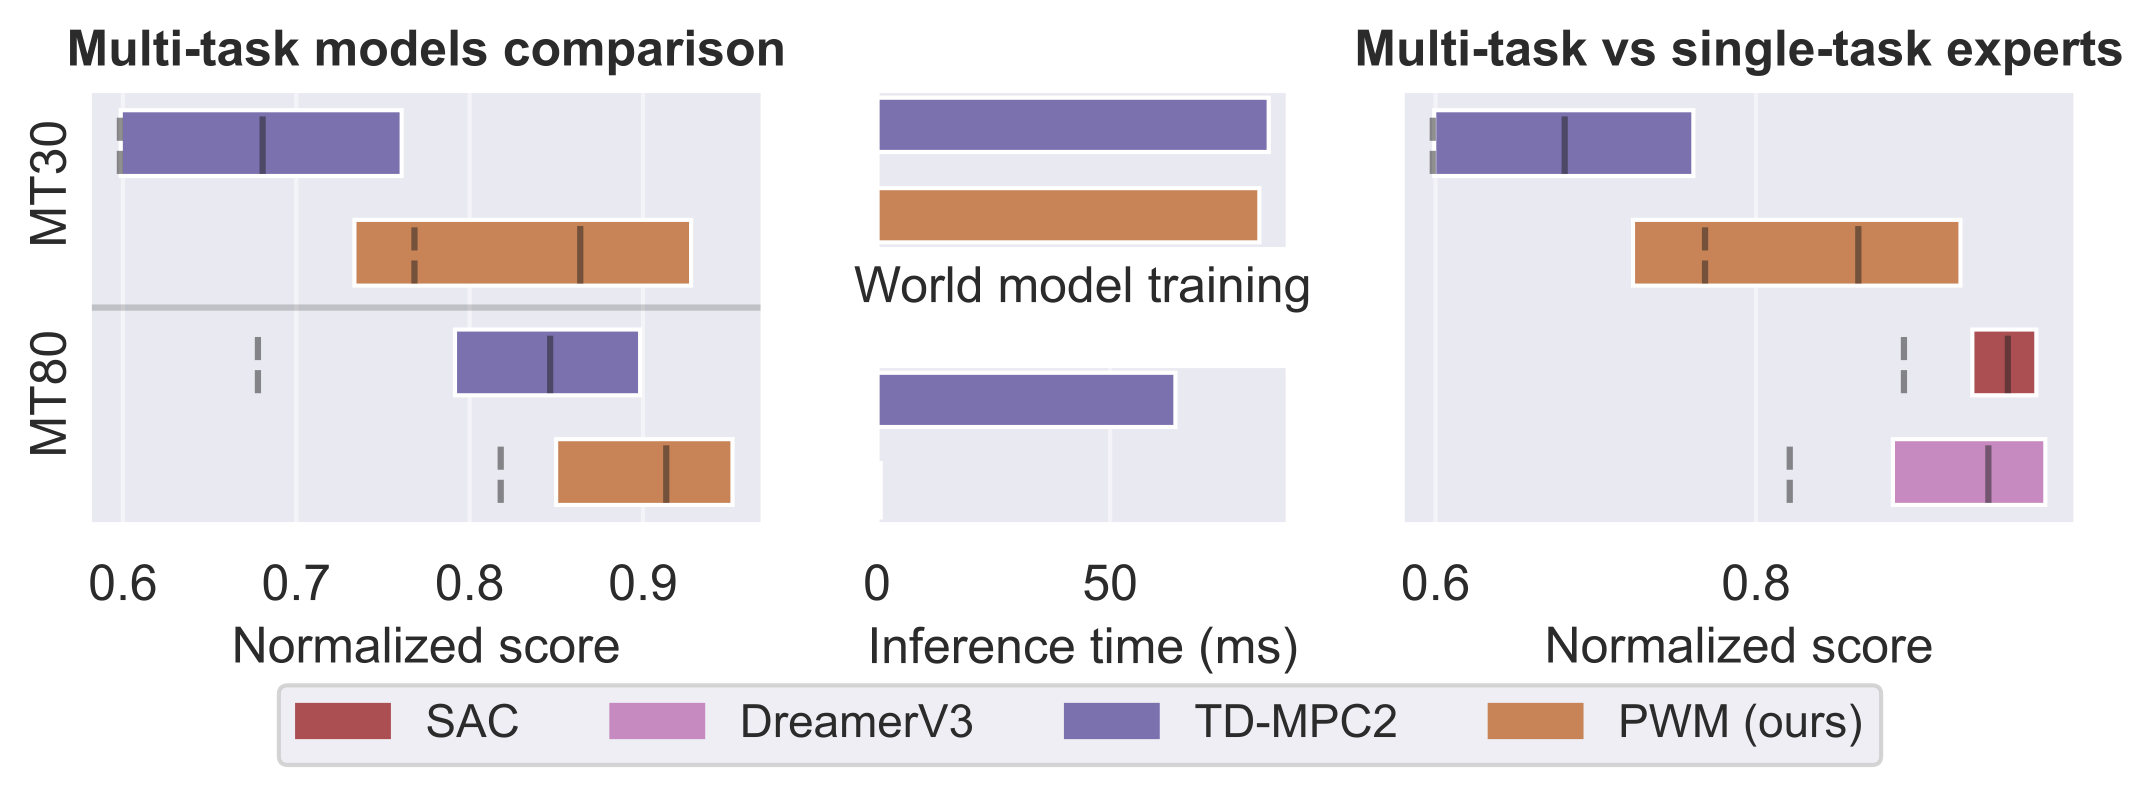 Multi-task models comparison
MT30
MT80
0.6 0.7 0.8 0.9
Normalized score
World model training
0 50
Inference time (ms)
Multi-task vs single-task experts
0.6 0.8
Normalized score
SAC DreamerV3 TD-MPC2 PWM (ours)